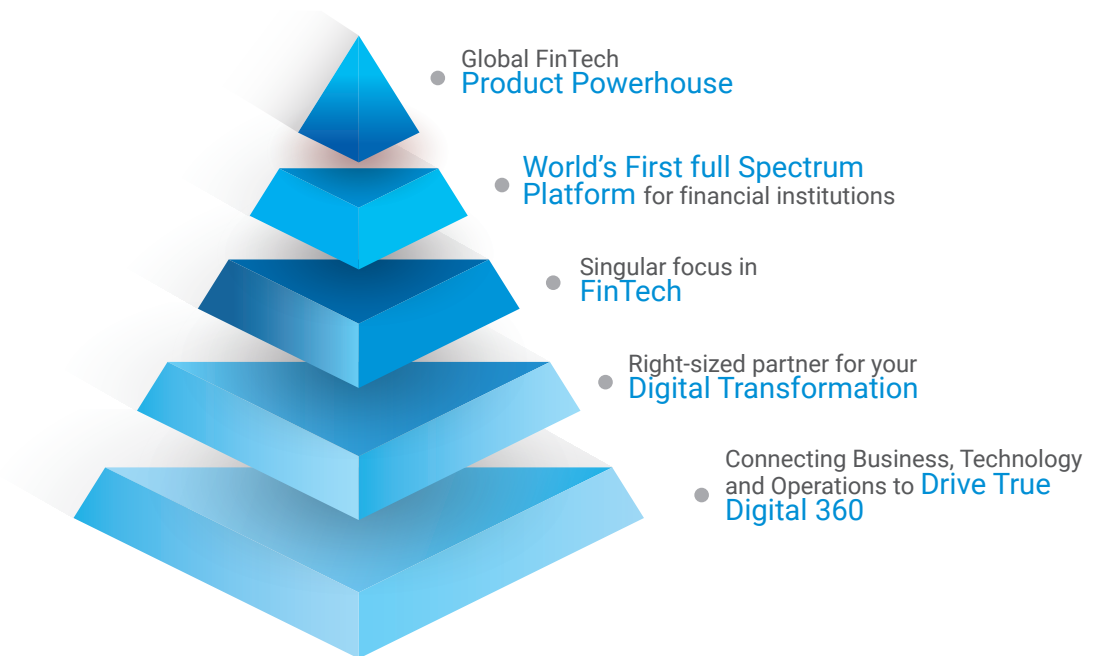 Global FinTech
Product Powerhouse
World's First full Spectrum
Platform for financial institutions
Singular focus in
FinTech
Right-sized partner for your
Digital Transformation
Connecting Business, Technology
and Operations to Drive True
Digital 360